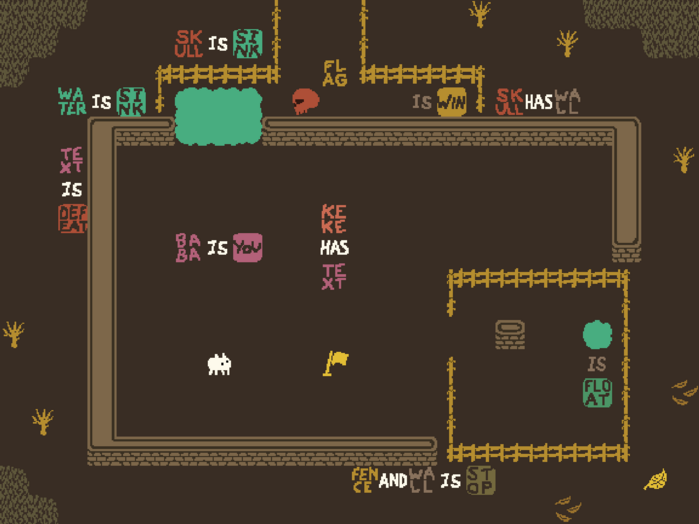 SKULL IS SINK
FLAG
WATER IS SINK
IS WIN
SKULL HAS WALL
TEXT
IS
DEFEAT
BABA IS YOU
KEKE
HAS
TEXT
IS
FLOAT
FENCE AND WALL IS STOP